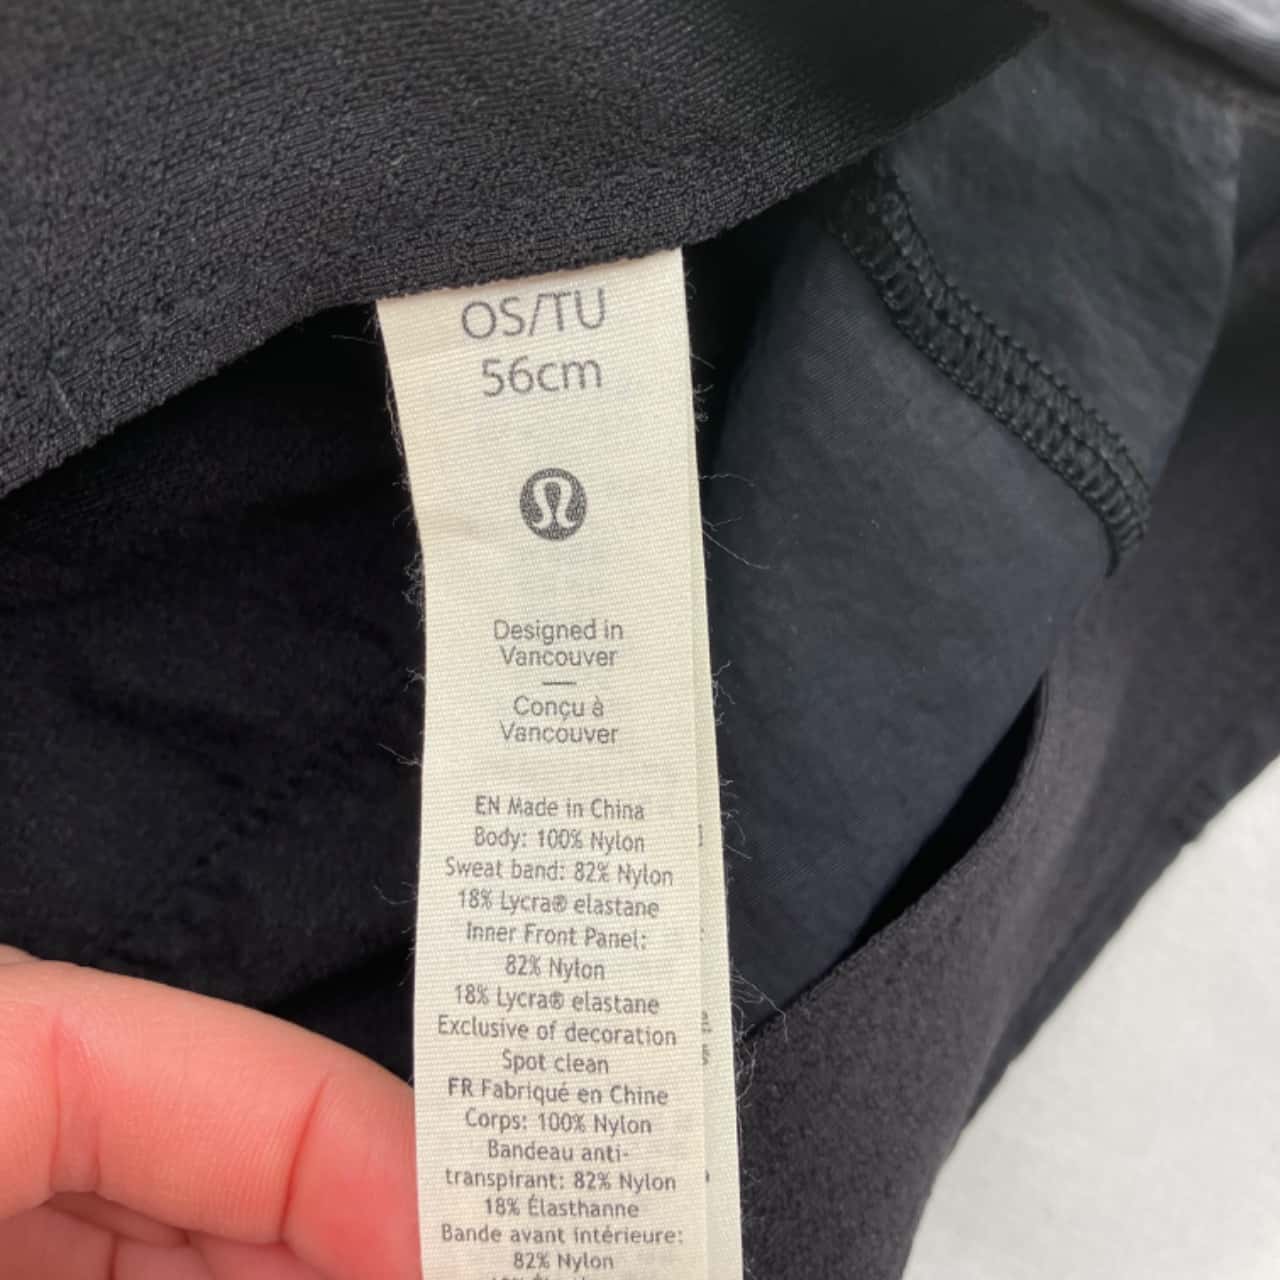 OS/TU
56cm
Designed in
Vancouver
Conçu à
Vancouver
EN Made in China
Body: 100% Nylon
Sweat band: 82% Nylon
18% Lycra® elastane
Inner Front Panel:
82% Nylon
18% Lycra® elastane
Exclusive of decoration
Spot clean
FR Fabriqué en Chine
Corps: 100% Nylon
Bandeau anti-
transpirant: 82% Nylon
18% Élasthanne
Bande avant intérieure:
82% Nylon